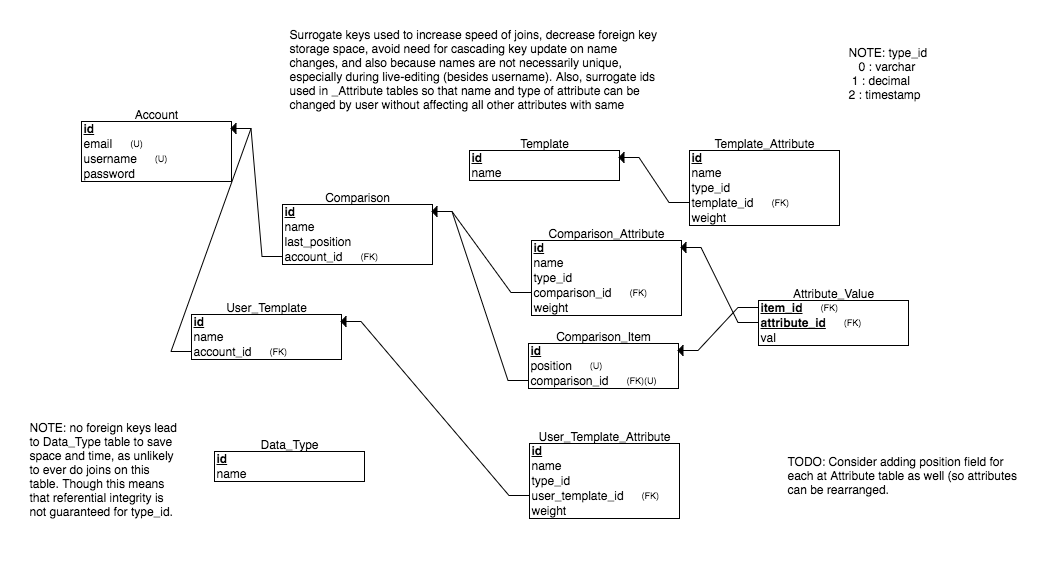 Surrogate keys used to increase speed of joins, decrease foreign key
storage space, avoid need for cascading key update on name
changes, and also because names are not necessarily unique,
especially during live-editing (besides username). Also, surrogate ids
used in _Attribute tables so that name and type of attribute can be
changed by user without affecting all other attributes with same
NOTE: type_id
0 : varchar
1 : decimal
2 : timestamp
Account
id
email (U)
username (U)
password
Template
id
name
Template_Attribute
id
name
type_id
template_id (FK)
weight
Comparison
id
name
last_position
account_id (FK)
Comparison_Attribute
id
name
type_id
comparison_id (FK)
weight
Attribute_Value
item_id (FK)
attribute_id (FK)
val
User_Template
id
name
account_id (FK)
Comparison_Item
id
position (U)
comparison_id (FK)(U)
NOTE: no foreign keys lead
to Data_Type table to save
space and time, as unlikely
to ever do joins on this
table. Though this means
that referential integrity is
not guaranteed for type_id.
Data_Type
id
name
User_Template_Attribute
id
name
type_id
user_template_id (FK)
weight
TODO: Consider adding position field for
each at Attribute table as well (so attributes
can be rearranged.